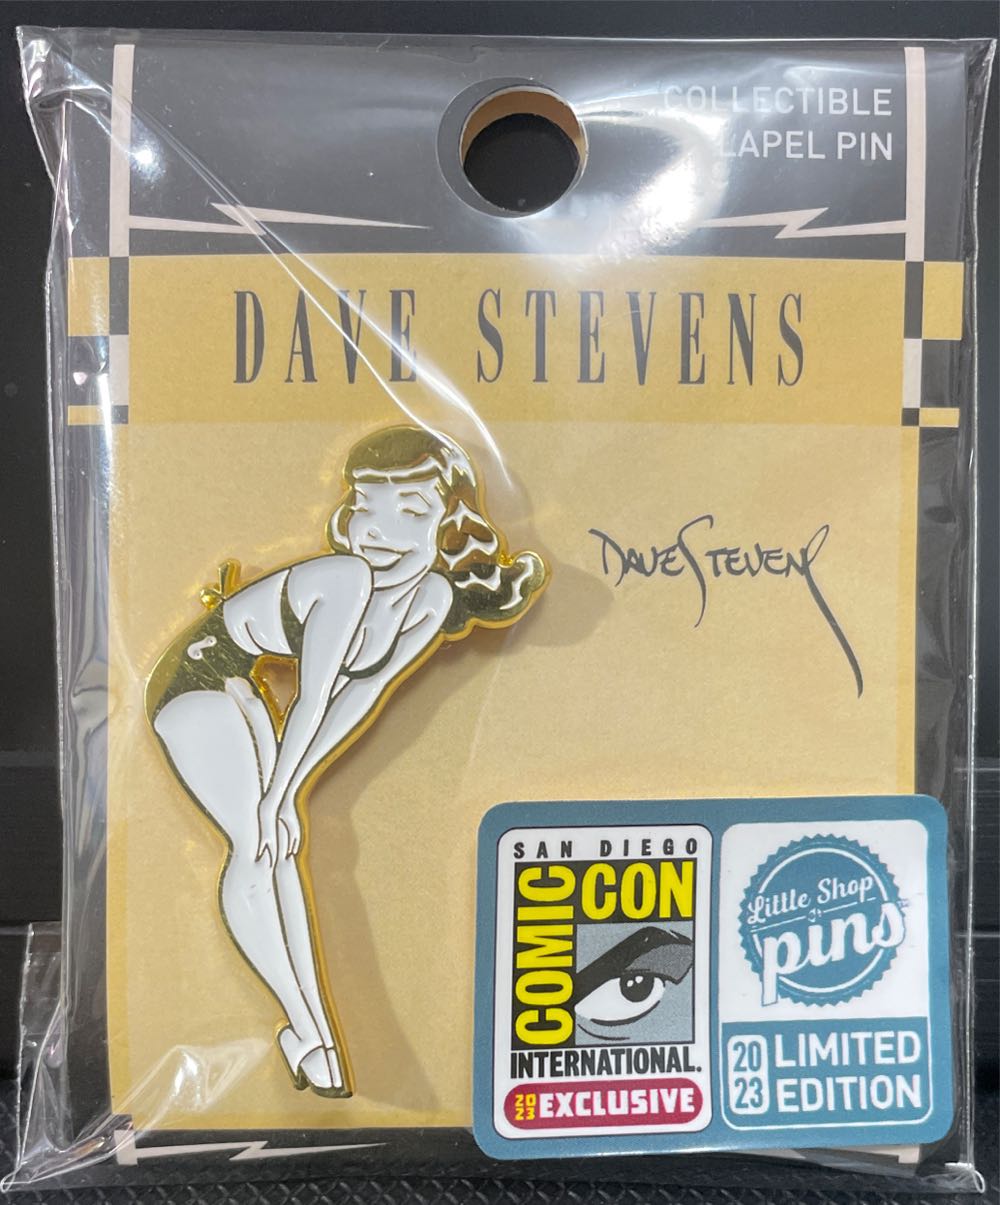 COLLECTIBLE
LAPEL PIN
DAVE STEVENS
DAVE STEVENS
SAN DIEGO
COMIC
CON
INTERNATIONAL.
2023 EXCLUSIVE
Little Shop
of
pins
2023
LIMITED
EDITION